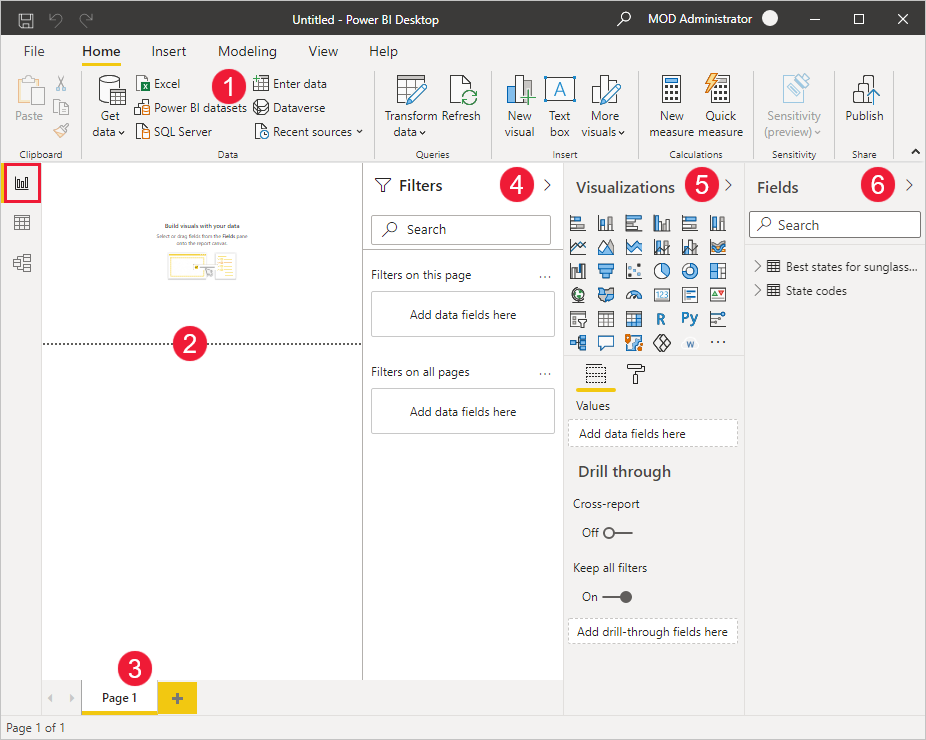 Untitled - Power BI Desktop
MOD Administrator
File Home Insert Modeling View Help
Paste
Clipboard
Get
data
Excel
Power BI datasets
SQL Server
1
Enter data
Dataverse
Recent sources
Data
Transform
data
Refresh
Queries
New
visual
Text
box
More
visuals
Insert
New
measure
Quick
measure
Calculations
Sensitivity
(preview)
Sensitivity
Publish
Share
Build visuals with your data
Select or drag fields from the Fields pane
onto the report canvas.
2
Filters
4
Search
Filters on this page ...
Add data fields here
Filters on all pages ...
Add data fields here
Visualizations
5
123
R
Py
W
...
Values
Add data fields here
Drill through
Cross-report
Off
Keep all filters
On
Add drill-through fields here
Fields
6
Search
Best states for sunglass...
State codes
3
Page 1
+
Page 1 of 1